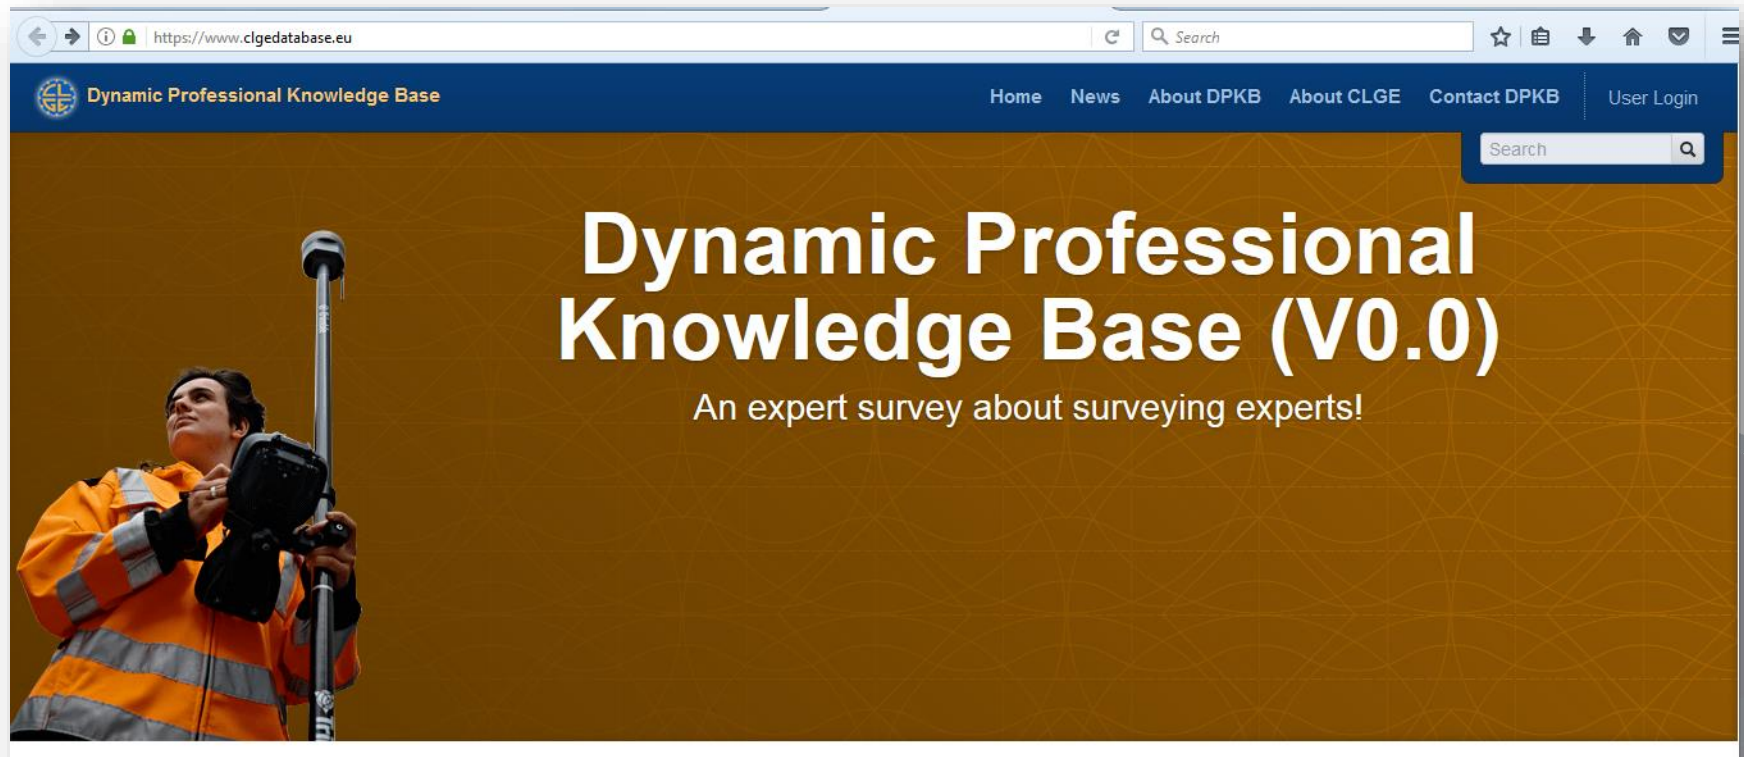 https://www.clgedatabase.eu
Search
CLGE
Dynamic Professional Knowledge Base
Home News About DPKB About CLGE Contact DPKB User Login
Search
Dynamic Professional
Knowledge Base (V0.0)
An expert survey about surveying experts!